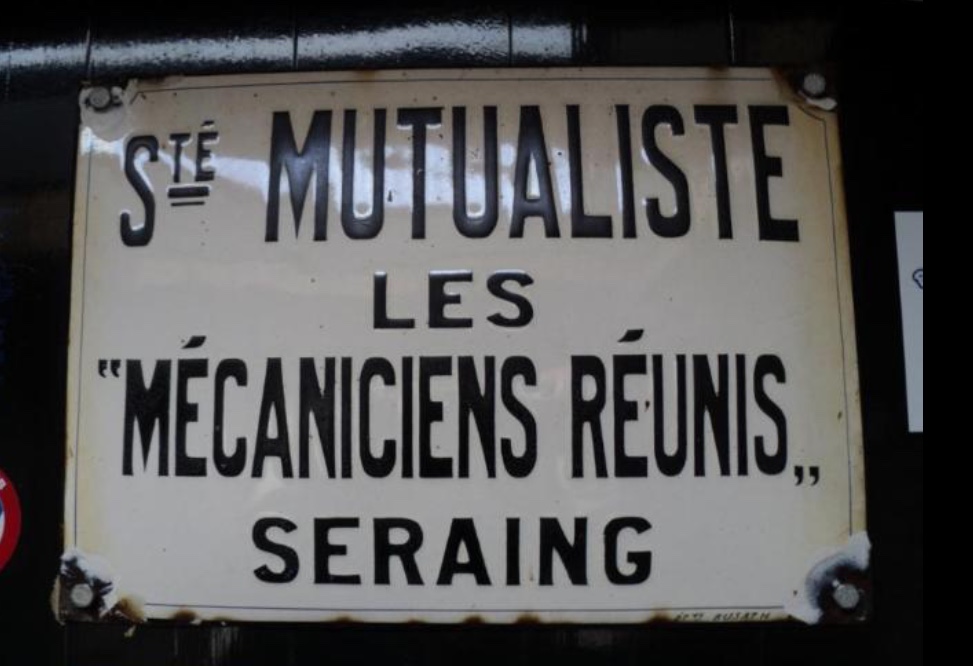 Sᵀᴱ́ MUTUALISTE
LES
"MÉCANICIENS RÉUNIS„
SERAING